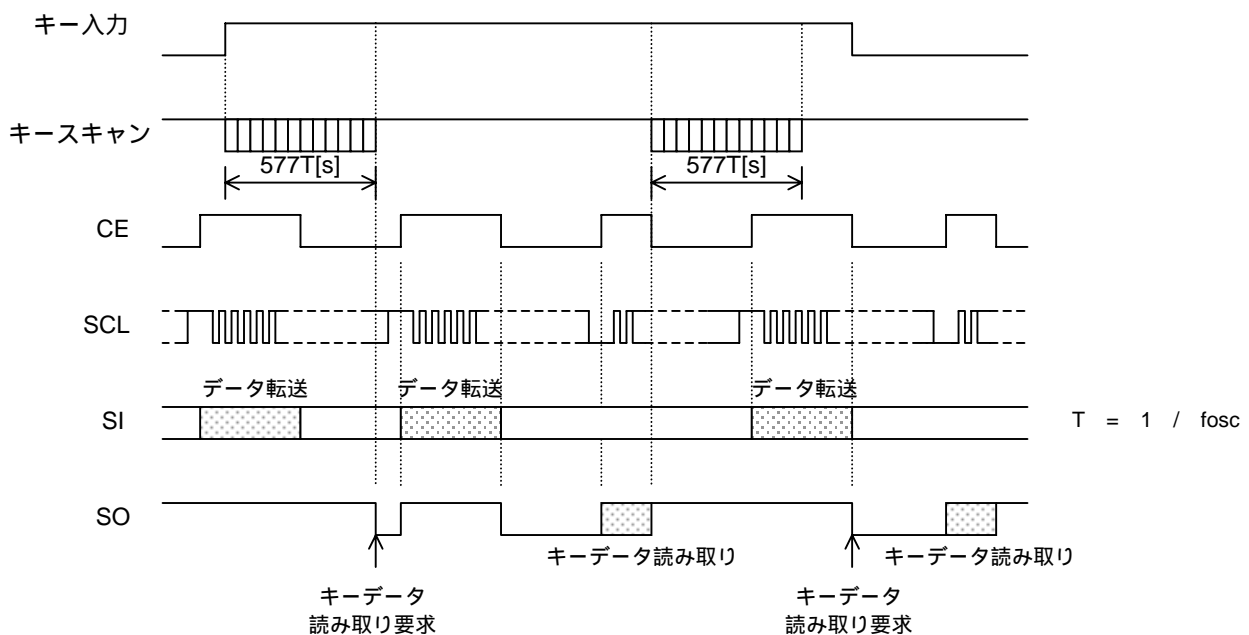 キー入力
キースキャン
577T[s]
577T[s]
CE
SCL
データ転送
データ転送
データ転送
SI
T = 1 / fosc
SO
キーデータ読み取り
キーデータ読み取り
キーデータ
読み取り要求
キーデータ
読み取り要求